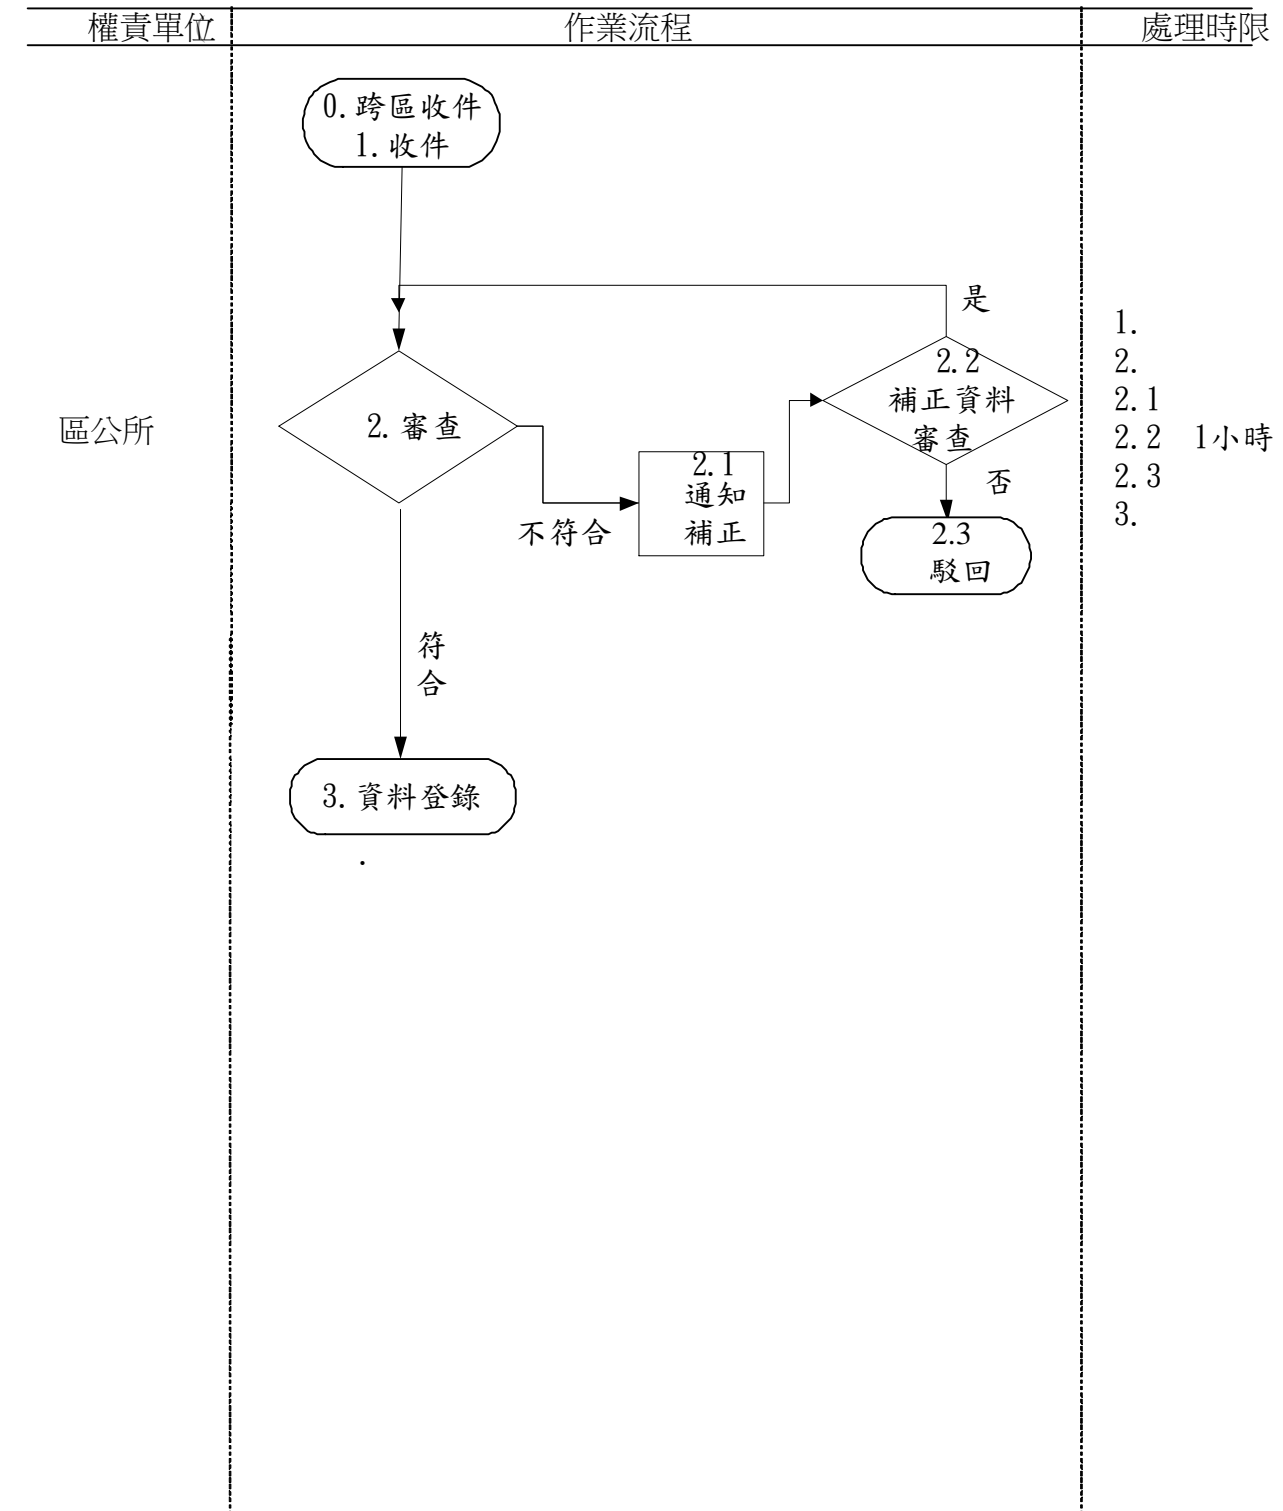 權責單位 作業流程 處理時限
0.跨區收件
1.收件
是
2.2
補正資料
審查
2.審查
2.1
通知
補正
不符合
否
2.3
駁回
符
合
3.資料登錄
.
區公所
1.
2.
2.1
2.2 1小時
2.3
3.